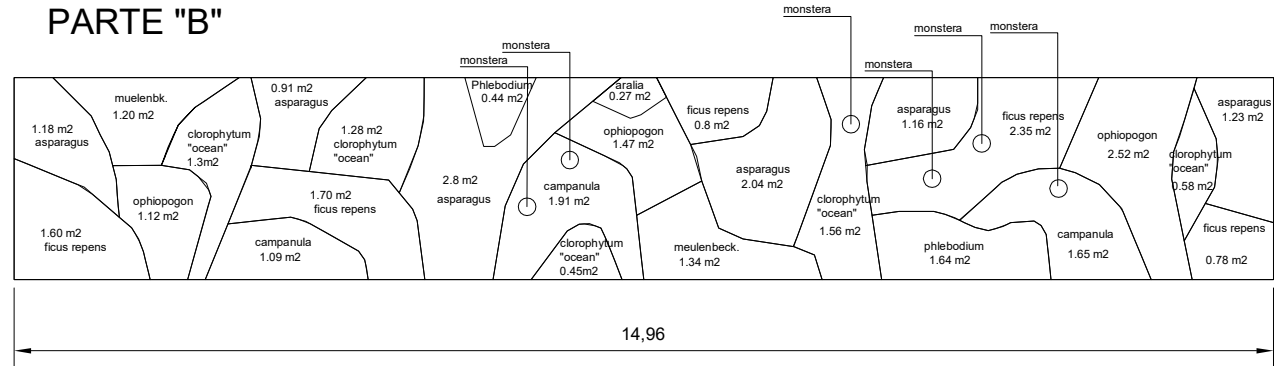 PARTE "B"
monstera
monstera
monstera
monstera
monstera
monstera
muelenbk.
1.20 m2
0.91 m2
asparagus
Phlebodium
0.44 m2
aralia
0.27 m2
ficus repens
0.8 m2
asparagus
1.16 m2
ficus repens
2.35 m2
asparagus
1.23 m2
1.18 m2
asparagus
clorophytum
"ocean"
1.3m2
1.28 m2
clorophytum
"ocean"
ophiopogon
1.47 m2
ophiopogon
2.52 m2
clorophytum
"ocean"
0.58 m2
asparagus
2.04 m2
2.8 m2
asparagus
campanula
1.91 m2
1.70 m2
ficus repens
ophiopogon
1.12 m2
clorophytum
"ocean"
1.56 m2
1.60 m2
ficus repens
campanula
1.09 m2
clorophytum
"ocean"
0.45m2
meulenbeck.
1.34 m2
phlebodium
1.64 m2
campanula
1.65 m2
ficus repens
0.78 m2
14,96